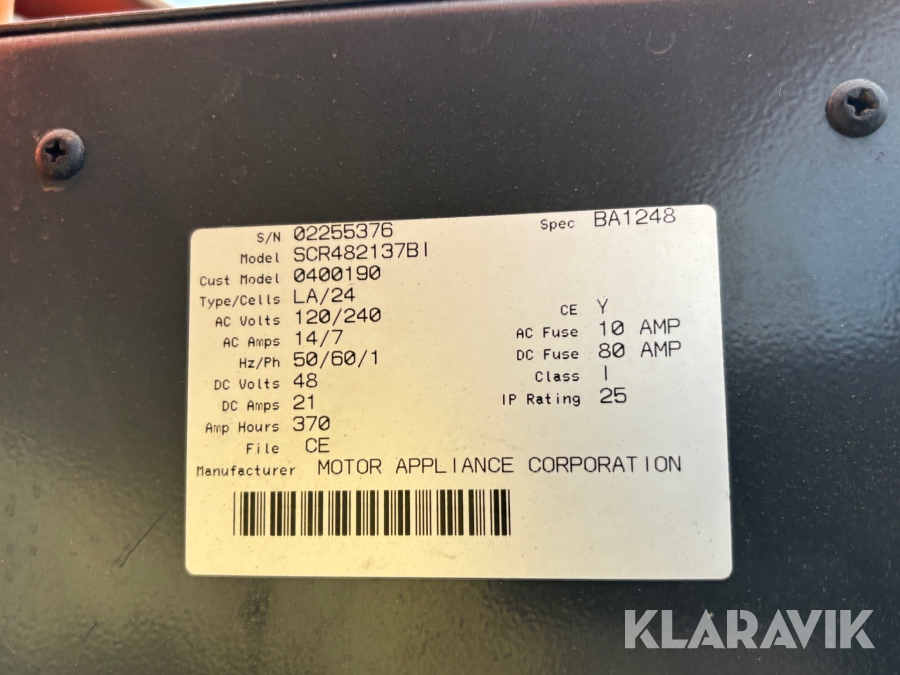 S/N 02255376 Spec BA1248
Model SCR482137BI
Cust Model 0400190
Type/Cells LA/24
AC Volts 120/240 CE Y
AC Amps 14/7 AC Fuse 10 AMP
Hz/Ph 50/60/1 DC Fuse 80 AMP
DC Volts 48 Class I
DC Amps 21 IP Rating 25
Amp Hours 370
File CE
Manufacturer MOTOR APPLIANCE CORPORATION
KLARAVIK